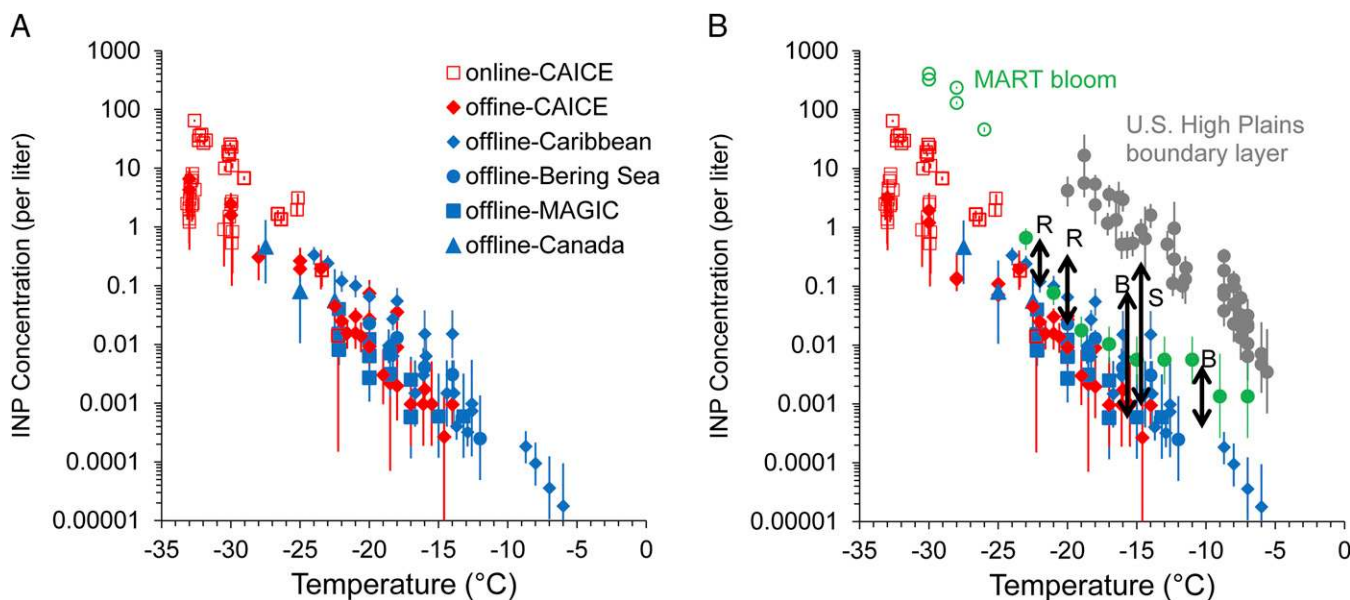 A
INP Concentration (per liter)
1000
100
10
1
0.1
0.01
0.001
0.0001
0.00001
online-CAICE
offine-CAICE
offline-Caribbean
offline-Bering Sea
offline-MAGIC
offline-Canada
-35 -30 -25 -20 -15 -10 -5 0
Temperature (°C)
B
INP Concentration (per liter)
1000
100
10
1
0.1
0.01
0.001
0.0001
0.00001
MART bloom
U.S. High Plains
boundary layer
R
R
B
S
B
-35 -30 -25 -20 -15 -10 -5 0
Temperature (°C)